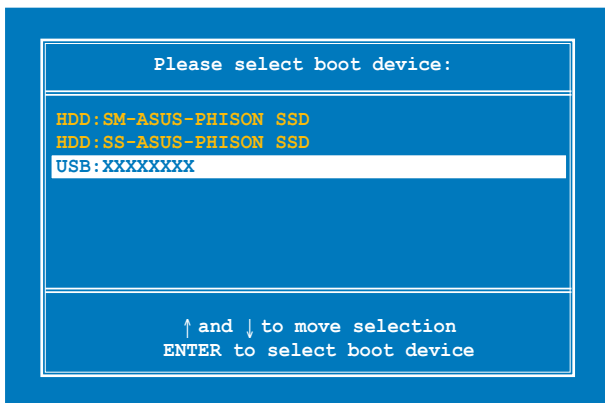 Please select boot device:
HDD:SM-ASUS-PHISON SSD
HDD:SS-ASUS-PHISON SSD
USB:XXXXXXXX
↑ and ↓ to move selection
ENTER to select boot device